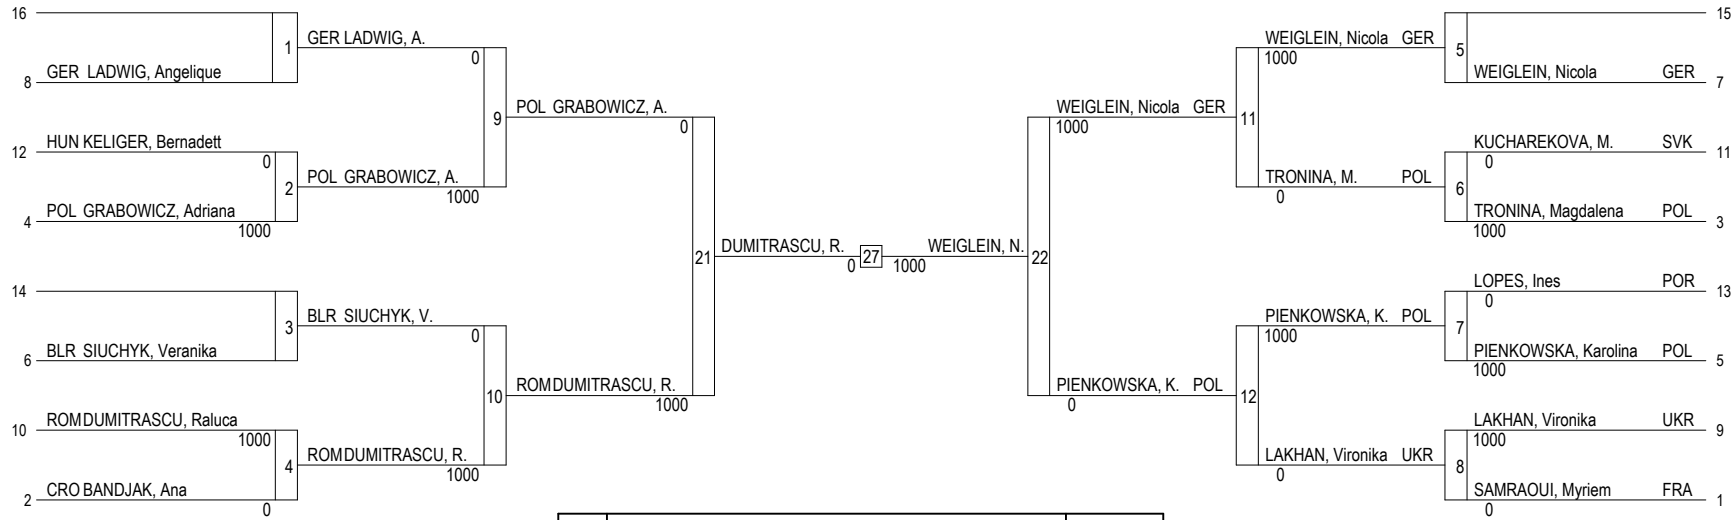 16 15
GER LADWIG, A. WEIGLEIN, Nicola GER
1 0 1000 5
8 GER LADWIG, Angelique WEIGLEIN, Nicola GER 7
9 POL GRABOWICZ, A. WEIGLEIN, Nicola GER 11
0 1000
12 HUN KELIGER, Bernadett KUCHAREKOVA, M. SVK 11
0 0
2 POL GRABOWICZ, A. TRONINA, M. POL 6
1000 0
4 POL GRABOWICZ, Adriana TRONINA, Magdalena POL 3
1000 1000
21 DUMITRASCU, R. 0 27 1000 WEIGLEIN, N. 22
14 LOPES, Ines POR 13
0
3 BLR SIUCHYK, V. PIENKOWSKA, K. POL 7
0 1000
6 BLR SIUCHYK, Veranika PIENKOWSKA, Karolina POL 5
1000
10 ROMDUMITRASCU, R. PIENKOWSKA, K. POL 12
1000 0
10 ROMDUMITRASCU, Raluca LAKHAN, Vironika UKR 9
1000 1000
4 ROMDUMITRASCU, R. LAKHAN, Vironika UKR 8
1000 0
2 CRO BANDJAK, Ana SAMRAOUI, Myriem FRA 1
0 0